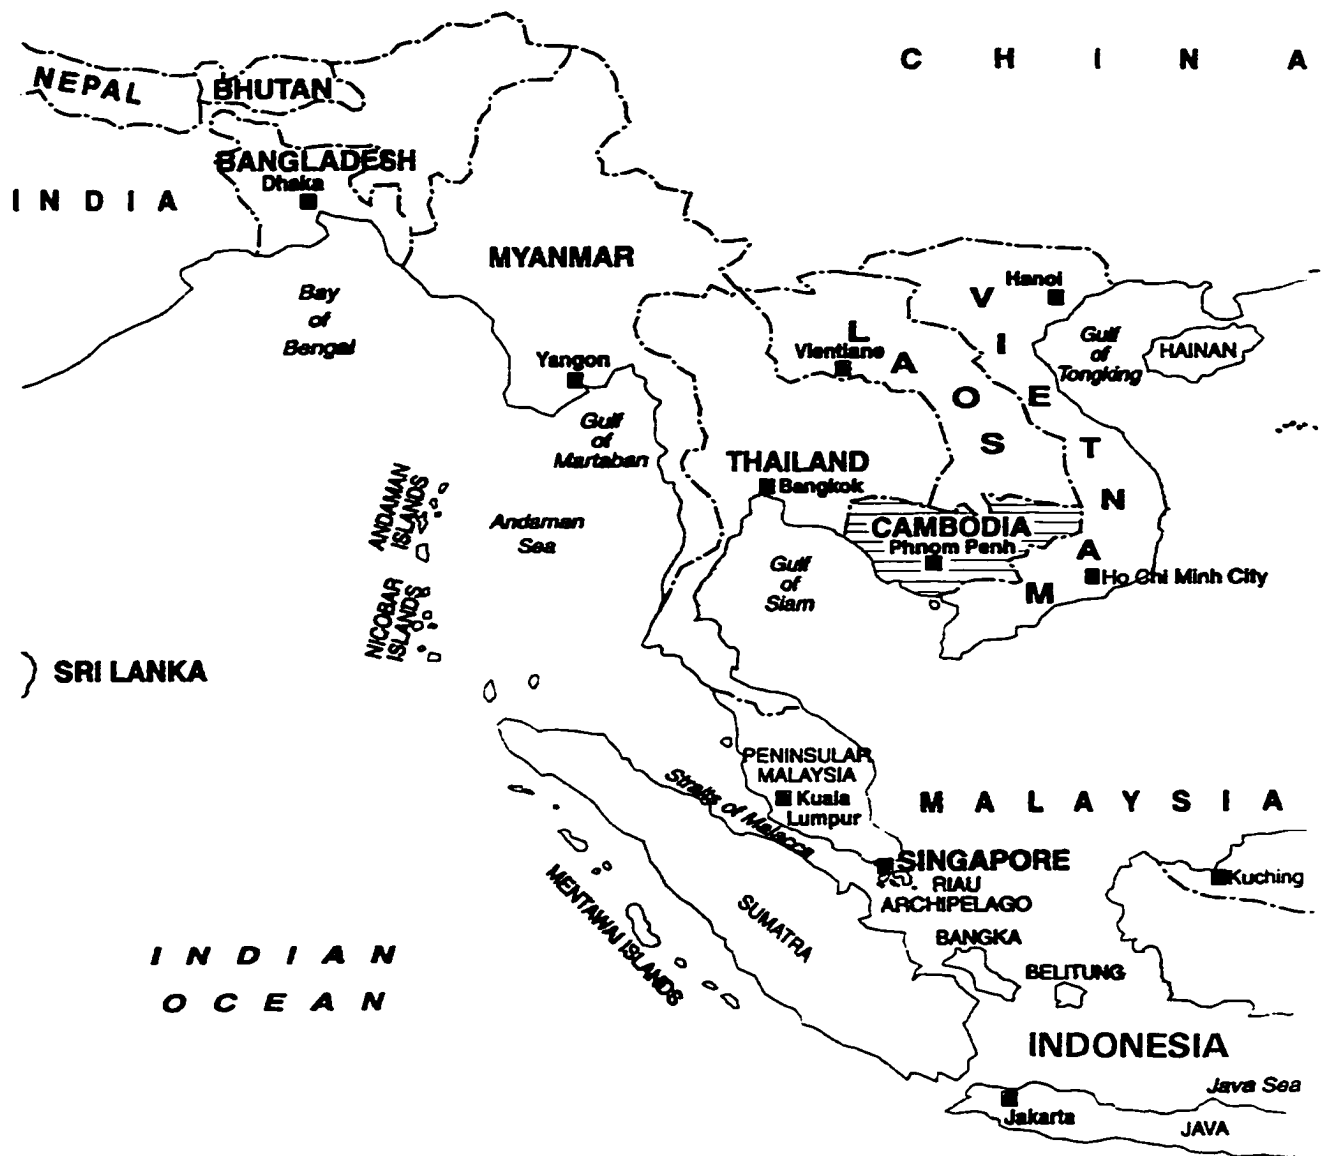 C H I N A
NEPAL
BHUTAN
BANGLADESH
Dhaka
I N D I A
MYANMAR
Hanoi
V I E T N A M
Bay
of
Bengal
L A O S
Vientiane
Gulf
of
Tongking
HAINAN
Yangon
Gulf
of
Martaban
THAILAND
Bangkok
ANDAMAN
ISLANDS
Andaman
Sea
CAMBODIA
Phnom Penh
Gulf
of
Siam
Ho Chi Minh City
NICOBAR
ISLANDS
SRI LANKA
PENINSULAR
MALAYSIA
Kuala
Lumpur
Straits of Malacca
M A L A Y S I A
SINGAPORE
RIAU
ARCHIPELAGO
Kuching
MENTAWAI ISLANDS
SUMATRA
BANGKA
BELITUNG
I N D I A N
O C E A N
INDONESIA
Java Sea
Jakarta
JAVA